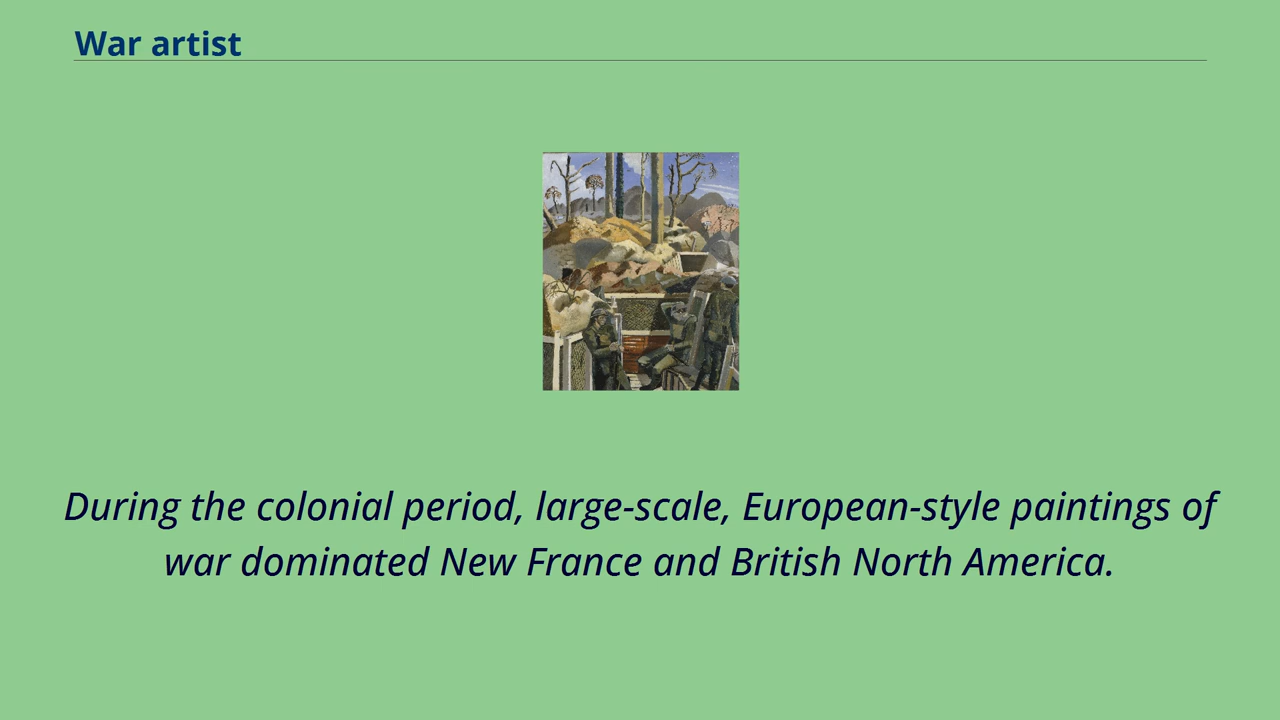 War artist
During the colonial period, large-scale, European-style paintings of
war dominated New France and British North America.